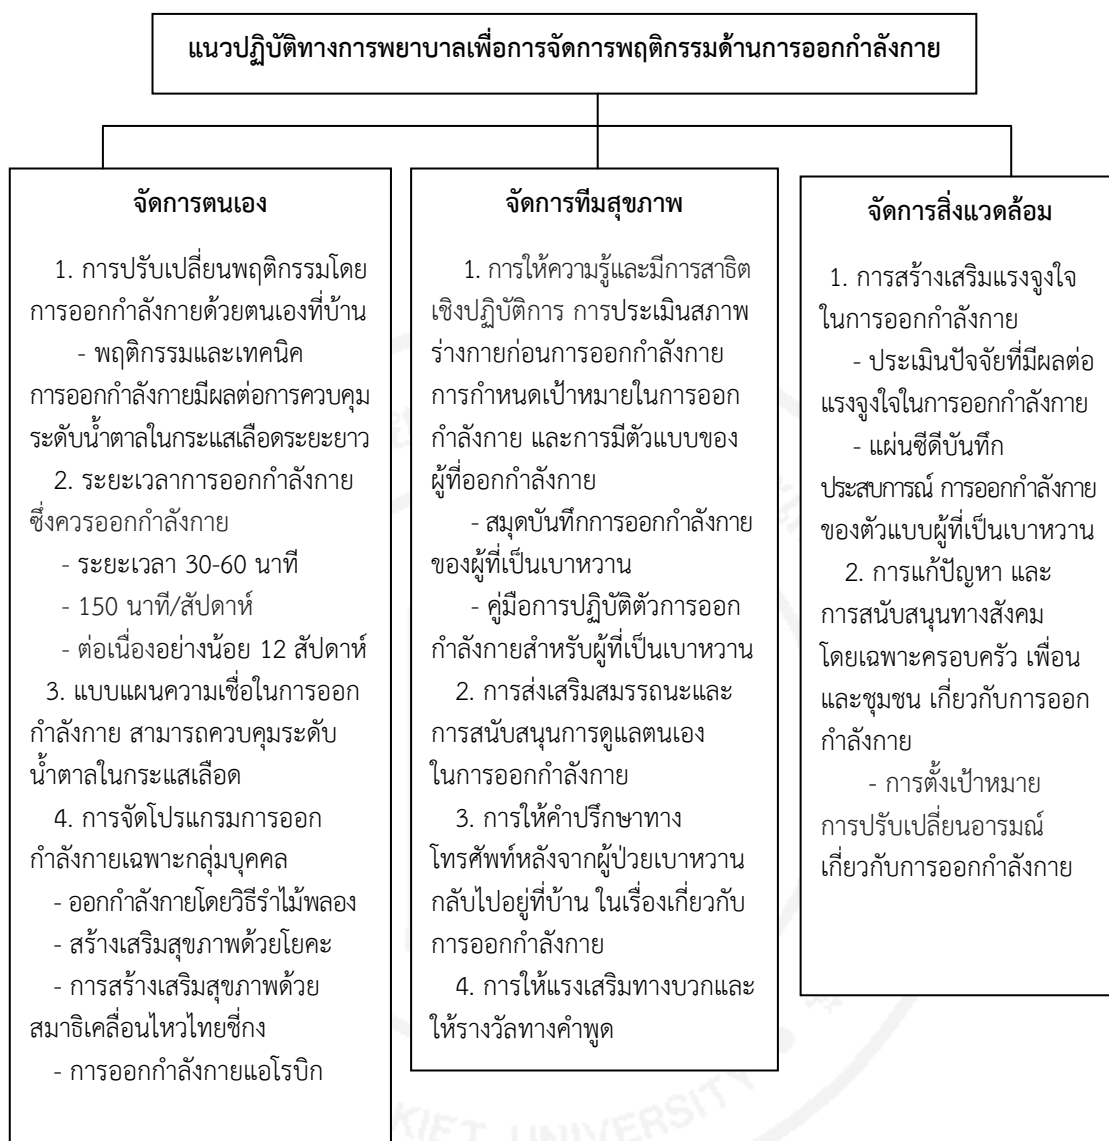 แนวปฏิบัติทางการพยาบาลเพื่อการจัดการพฤติกรรมด้านการออกกำลังกาย
จัดการตนเอง
1. การปรับเปลี่ยนพฤติกรรมโดย
การออกกำลังกายด้วยตนเองที่บ้าน
- พฤติกรรมและเทคนิค
การออกกำลังกายมีผลต่อการควบคุม
ระดับน้ำตาลในกระแสเลือดระยะยาว
2. ระยะเวลาการออกกำลังกาย
ซึ่งควรออกกำลังกาย
- ระยะเวลา 30-60 นาที
- 150 นาที/สัปดาห์
- ต่อเนื่องอย่างน้อย 12 สัปดาห์
3. แบบแผนความเชื่อในการออก
กำลังกาย สามารถควบคุมระดับ
น้ำตาลในกระแสเลือด
4. การจัดโปรแกรมการออก
กำลังกายเฉพาะกลุ่มบุคคล
- ออกกำลังกายโดยวิธีรำไม้พลอง
- สร้างเสริมสุขภาพด้วยโยคะ
- การสร้างเสริมสุขภาพด้วย
สมาธิเคลื่อนไหวไทยชี่กง
- การออกกำลังกายแอโรบิก
จัดการทีมสุขภาพ
1. การให้ความรู้และมีการสาธิต
เชิงปฏิบัติการ การประเมินสภาพ
ร่างกายก่อนการออกกำลังกาย
การกำหนดเป้าหมายในการออก
กำลังกาย และการมีตัวแบบของ
ผู้ที่ออกกำลังกาย
- สมุดบันทึกการออกกำลังกาย
ของผู้ที่เป็นเบาหวาน
- คู่มือการปฏิบัติตัวการออก
กำลังกายสำหรับผู้ที่เป็นเบาหวาน
2. การส่งเสริมสมรรถนะและ
การสนับสนุนการดูแลตนเอง
ในการออกกำลังกาย
3. การให้คำปรึกษาทาง
โทรศัพท์หลังจากผู้ป่วยเบาหวาน
กลับไปอยู่ที่บ้าน ในเรื่องเกี่ยวกับ
การออกกำลังกาย
4. การให้แรงเสริมทางบวกและ
ให้รางวัลทางคำพูด
จัดการสิ่งแวดล้อม
1. การสร้างเสริมแรงจูงใจ
ในการออกกำลังกาย
- ประเมินปัจจัยที่มีผลต่อ
แรงจูงใจในการออกกำลังกาย
- แผ่นซีดีบันทึก
ประสบการณ์ การออกกำลังกาย
ของตัวแบบผู้ที่เป็นเบาหวาน
2. การแก้ปัญหา และ
การสนับสนุนทางสังคม
โดยเฉพาะครอบครัว เพื่อน
และชุมชน เกี่ยวกับการออก
กำลังกาย
- การตั้งเป้าหมาย
การปรับเปลี่ยนอารมณ์
เกี่ยวกับการออกกำลังกาย
UNIVERSITY